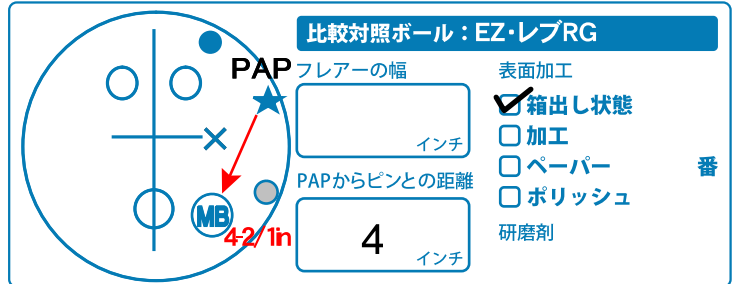 比較対照ボール：EZ･レブRG
PAP
フレアーの幅
インチ
表面加工
箱出し状態
加工
ペーパー 番
ポリッシュ
研磨剤
PAPからピンとの距離
4
インチ
MB
4-2/1in